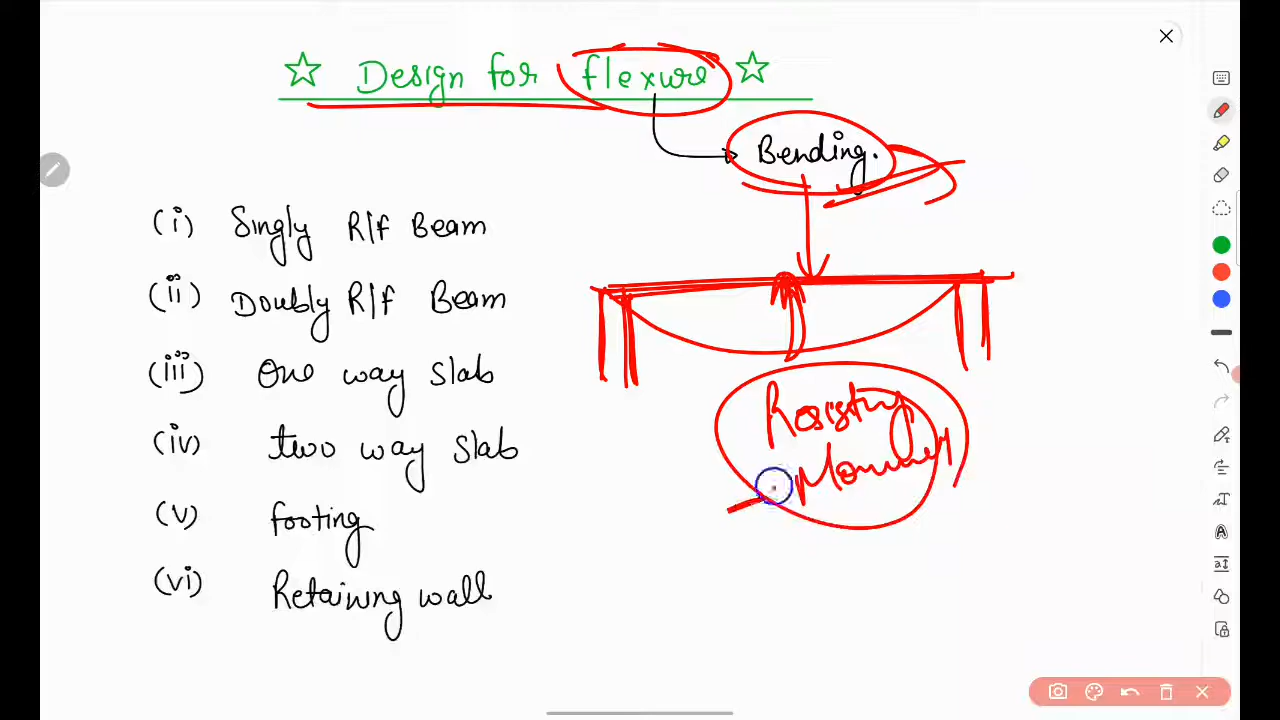 ☆ Design for flexure ☆
Bending.
(i) Singly R/f Beam
(ii) Doubly R/f Beam
(iii) One way slab
(iv) two way slab
(v) footing
(vi) Retaining wall
Resisting
Moment